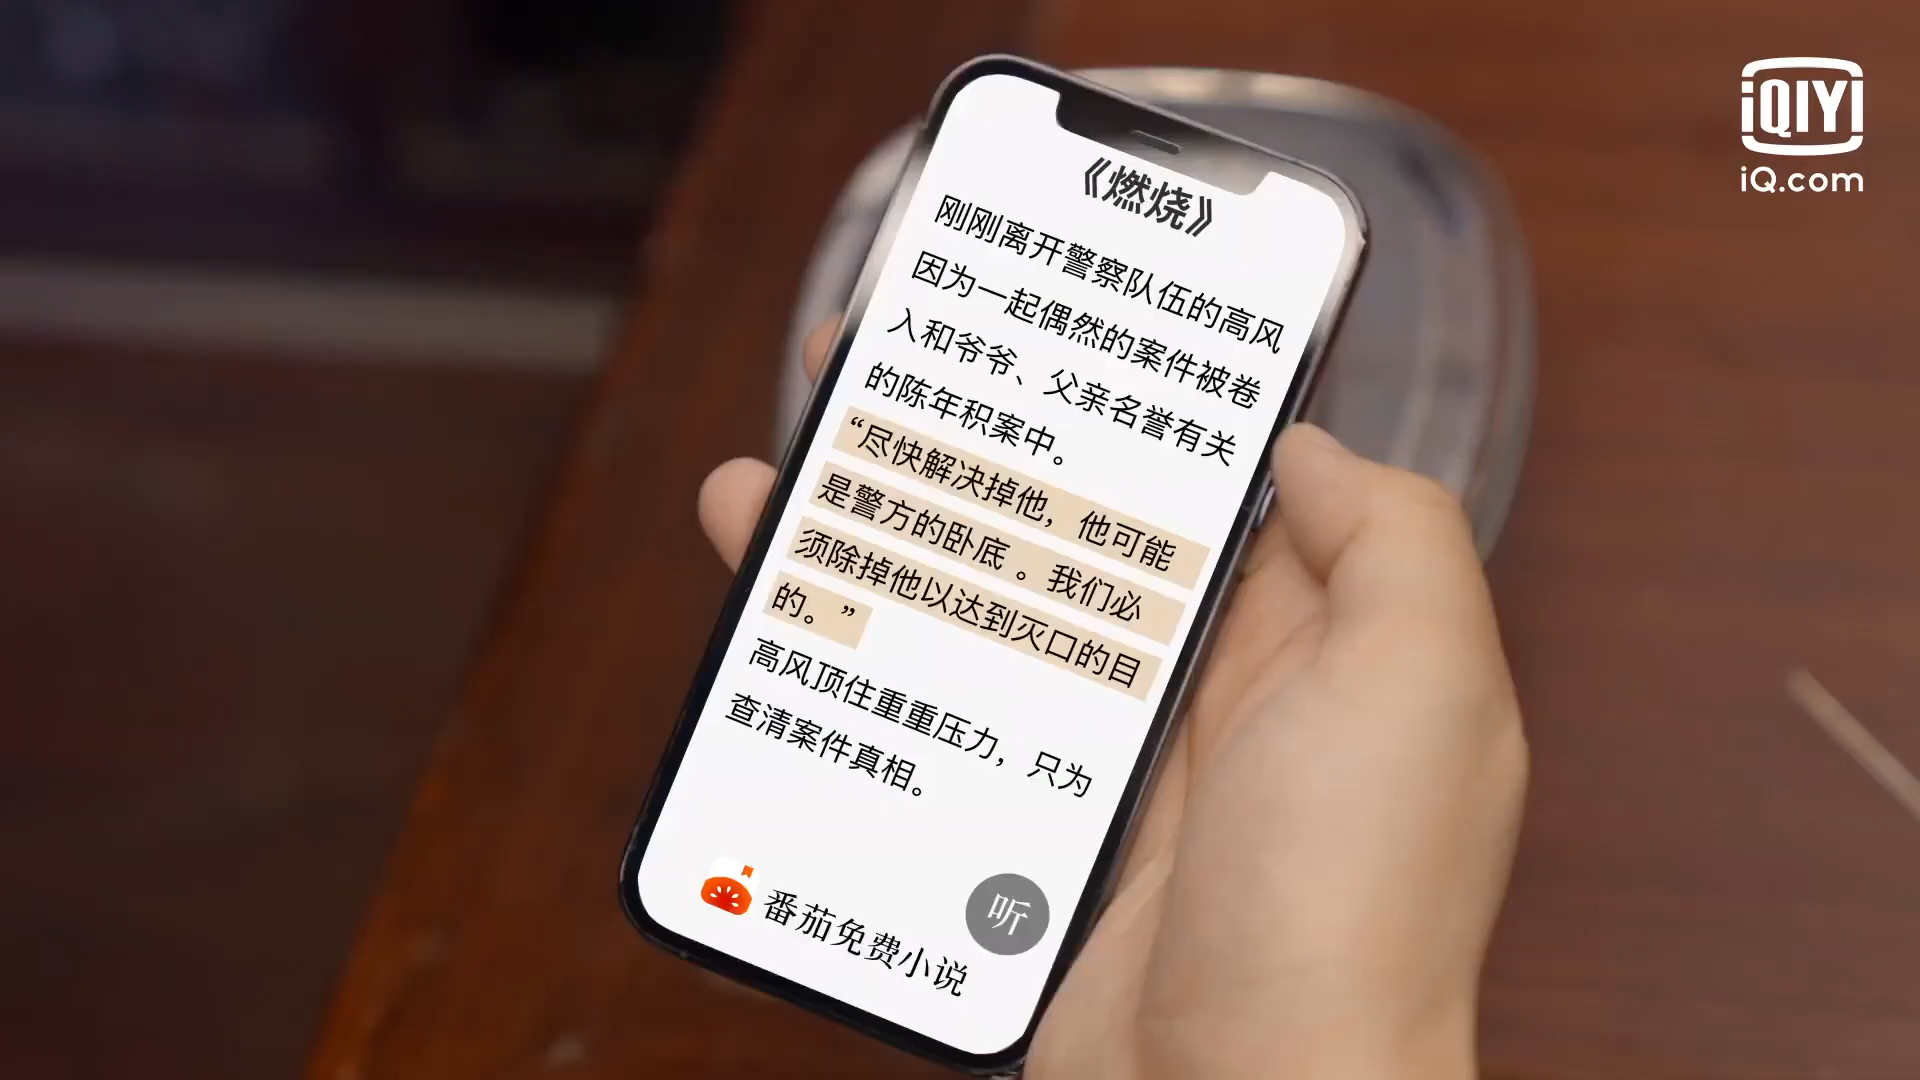 《燃烧》
刚刚离开警察队伍的高风
因为一起偶然的案件被卷
入和爷爷、父亲名誉有关
的陈年积案中。
“尽快解决掉他，他可能
是警方的卧底。我们必
须除掉他以达到灭口的目
的。”
高风顶住重重压力，只为
查清案件真相。
番茄免费小说
听
iQIYI
iQ.com